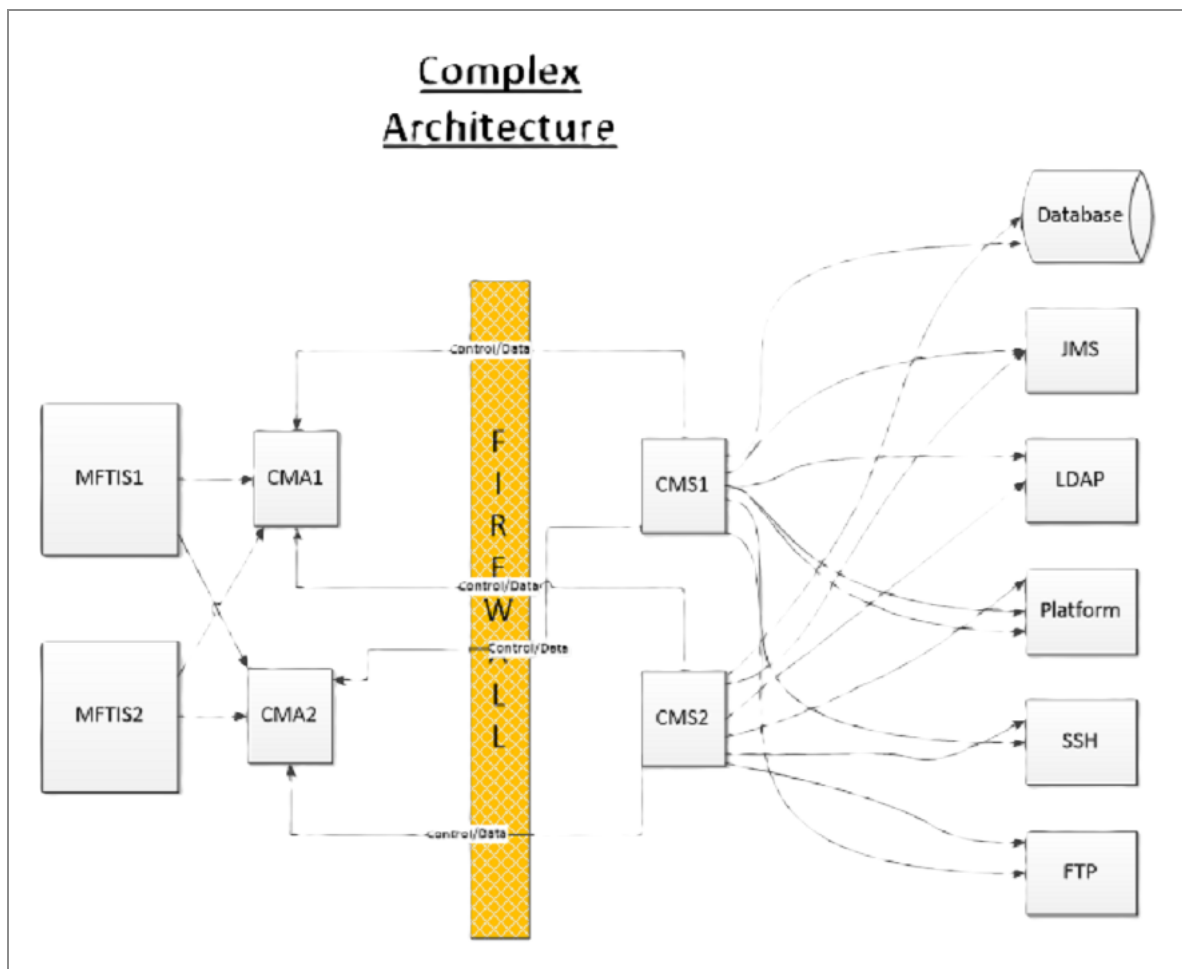 Complex
Architecture
Database
JMS
LDAP
Platform
SSH
FTP
Control/Data
Control/Data
Control/Data
Control/Data
FIREWALL
MFTIS1
CMA1
CMS1
MFTIS2
CMA2
CMS2